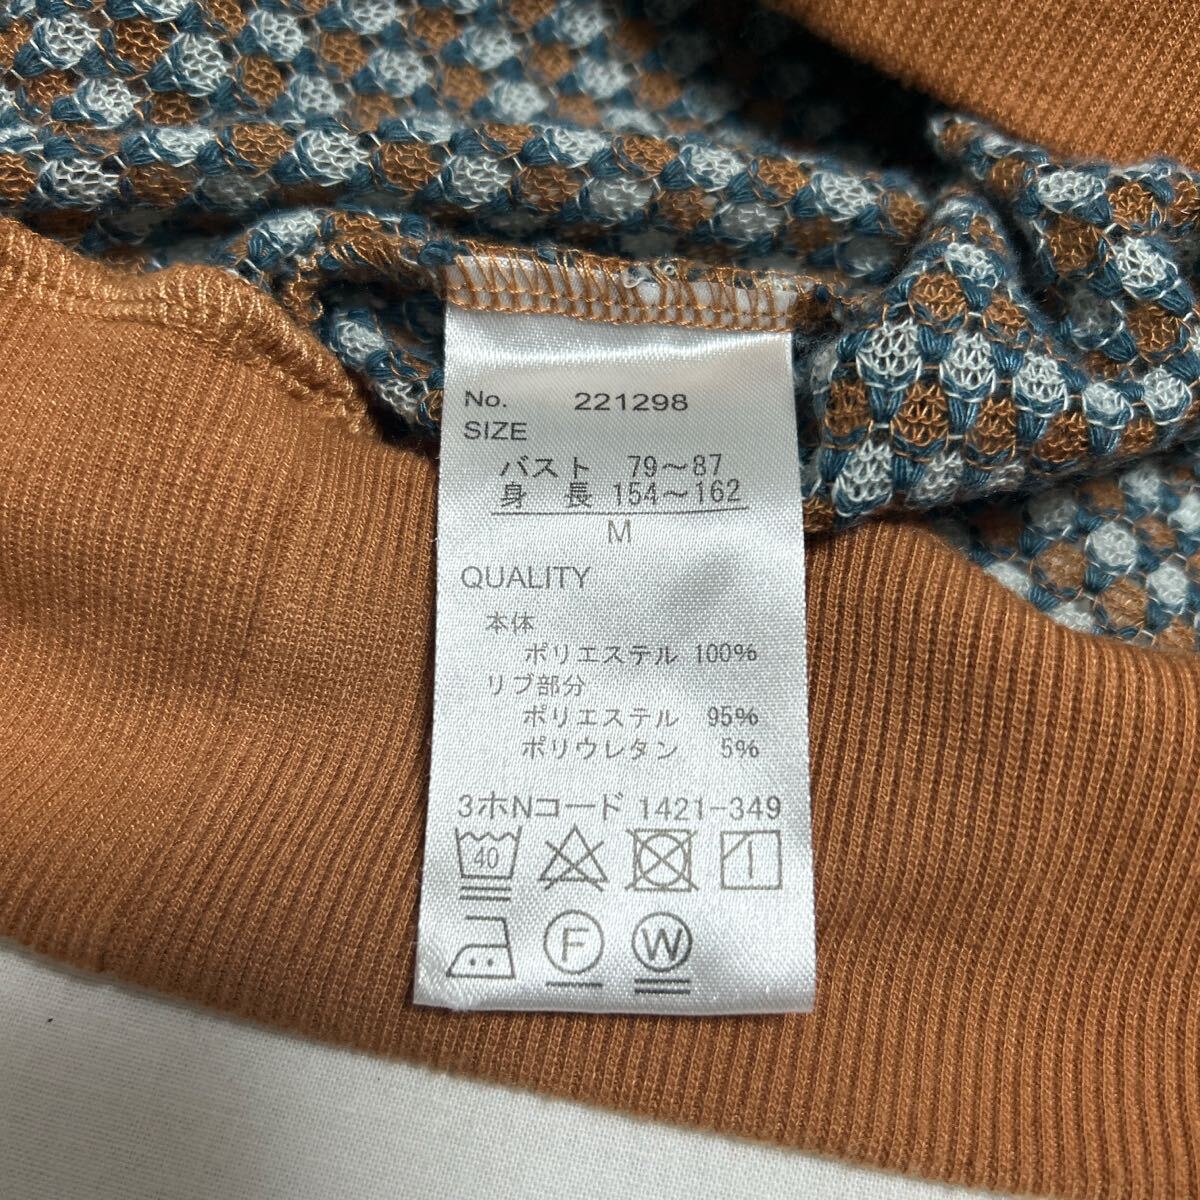 No. 221298
SIZE
バスト 79～87
身 長 154～162
M
QUALITY
本体
ポリエステル 100%
リブ部分
ポリエステル 95%
ポリウレタン 5%
3ホNコード 1421-349
40
F W